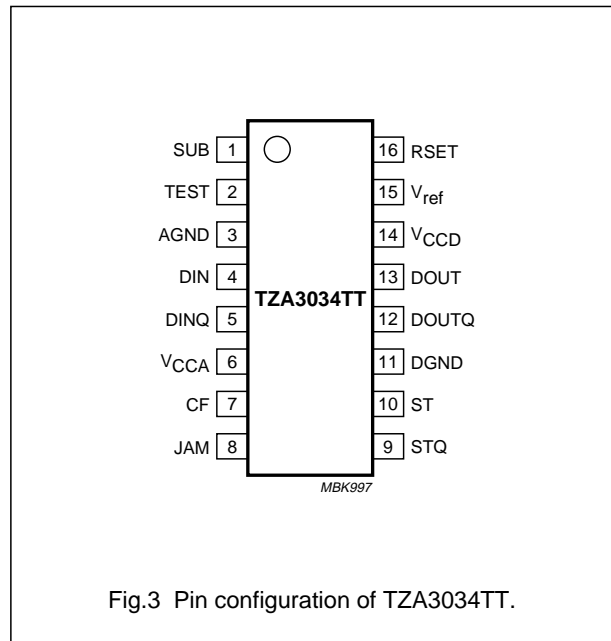 SUB 1 16 RSET
TEST 2 15 Vref
AGND 3 14 VCCD
DIN 4 13 DOUT
TZA3034TT
DINQ 5 12 DOUTQ
VCCA 6 11 DGND
CF 7 10 ST
JAM 8 9 STQ
MBK997
Fig.3 Pin configuration of TZA3034TT.